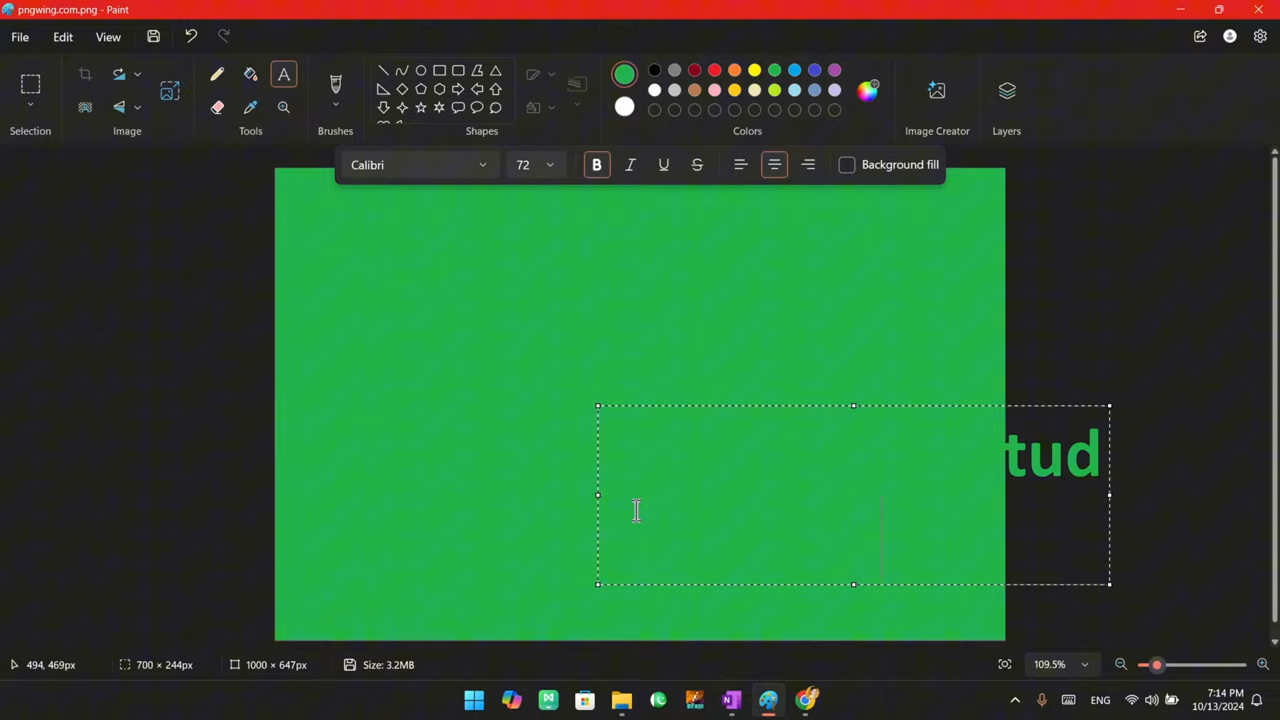 pngwing.com.png - Paint
File Edit View
Selection Image Tools Brushes Shapes Colors Image Creator Layers
Calibri 72 B I U S Background fill
tud
494, 469px 700 × 244px 1000 × 647px Size: 3.2MB 109.5%
ENG 7:14 PM
10/13/2024